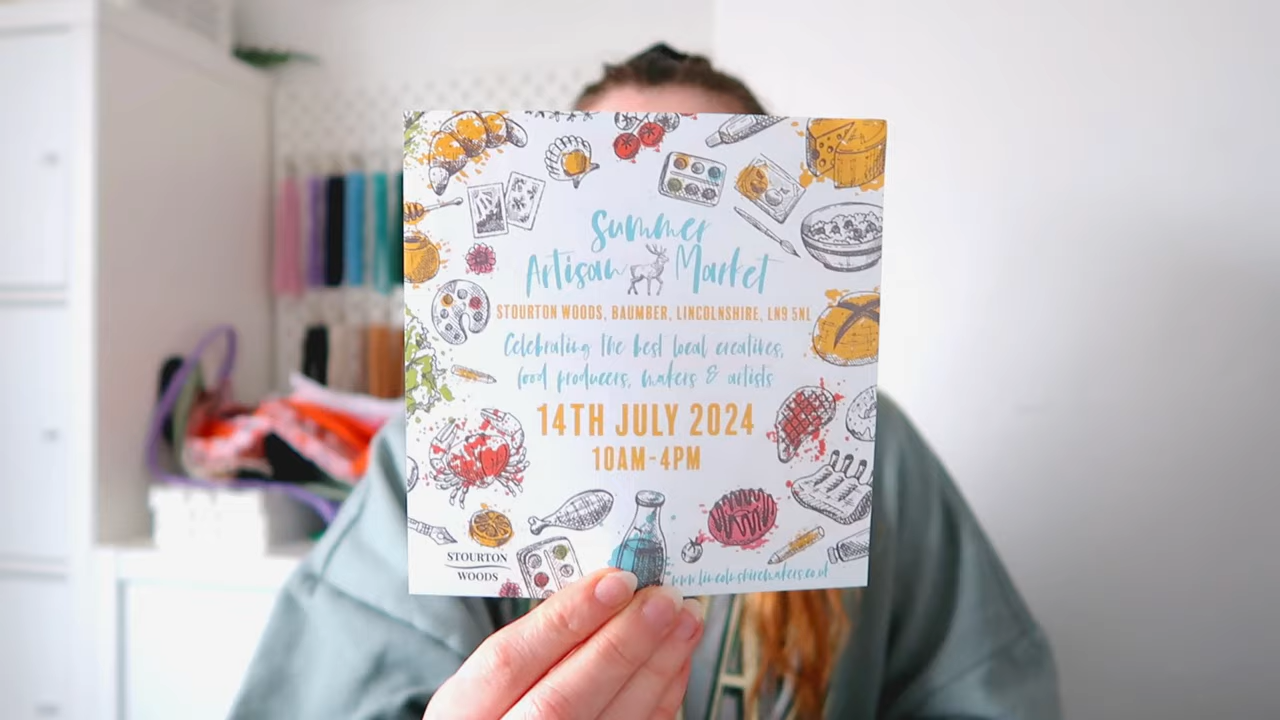 Summer
Artisan Market
STOURTON WOODS, BAUMBER, LINCOLNSHIRE, LN9 5NL
Celebrating the best local creatives,
food producers, makers & artists
14TH JULY 2024
10AM-4PM
STOURTON
WOODS
www.lincolnshiremakers.co.uk
A